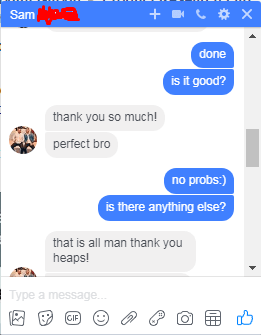 Sam
done
is it good?
thank you so much!
perfect bro
no probs:)
is there anything else?
that is all man thank you
heaps!
Type a message...
GIF